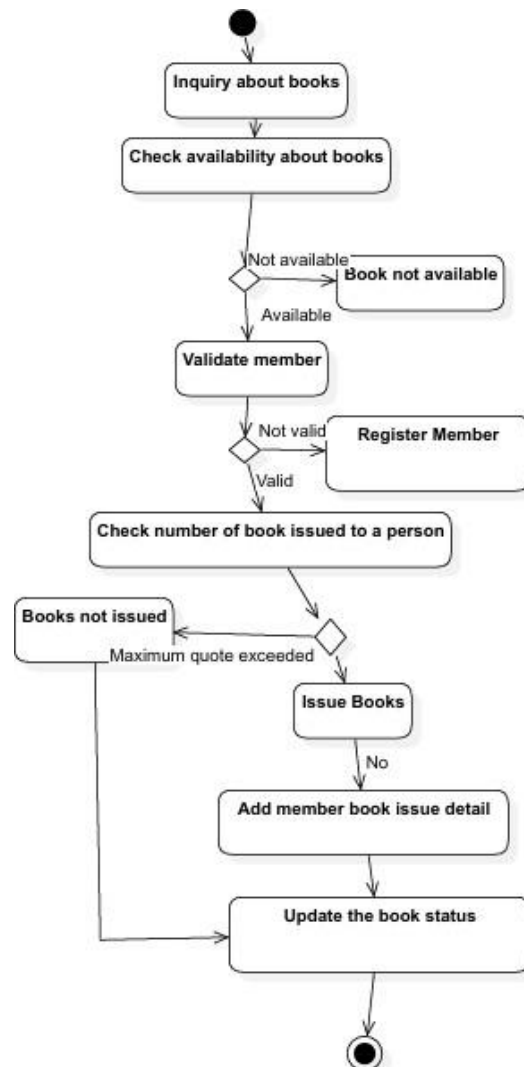 Inquiry about books
Check availability about books
Not available
Book not available
Available
Validate member
Not valid
Register Member
Valid
Check number of book issued to a person
Books not issued
Maximum quote exceeded
Issue Books
No
Add member book issue detail
Update the book status